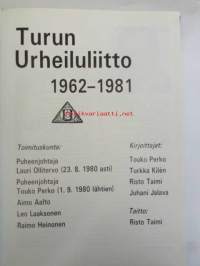 Turun
Urheiluliitto
1962–1981
Toimituskunta:
Puheenjohtaja
Lauri Ollitervo (23. 8. 1980 asti)
Puheenjohtaja
Touko Perko (1. 9. 1980 lähtien)
Aimo Aalto
Leo Laaksonen
Raimo Heinonen
Kirjoittajat:
Touko Perko
Tuikka Kilén
Risto Taimi
Juhani Jalava
Taitto:
Risto Taimi